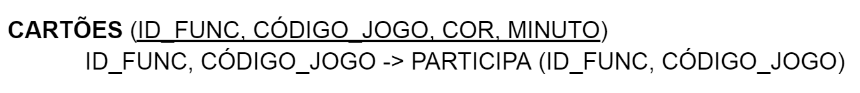 CARTÕES (ID_FUNC, CÓDIGO_JOGO, COR, MINUTO)
ID_FUNC, CÓDIGO_JOGO -> PARTICIPA (ID_FUNC, CÓDIGO_JOGO)